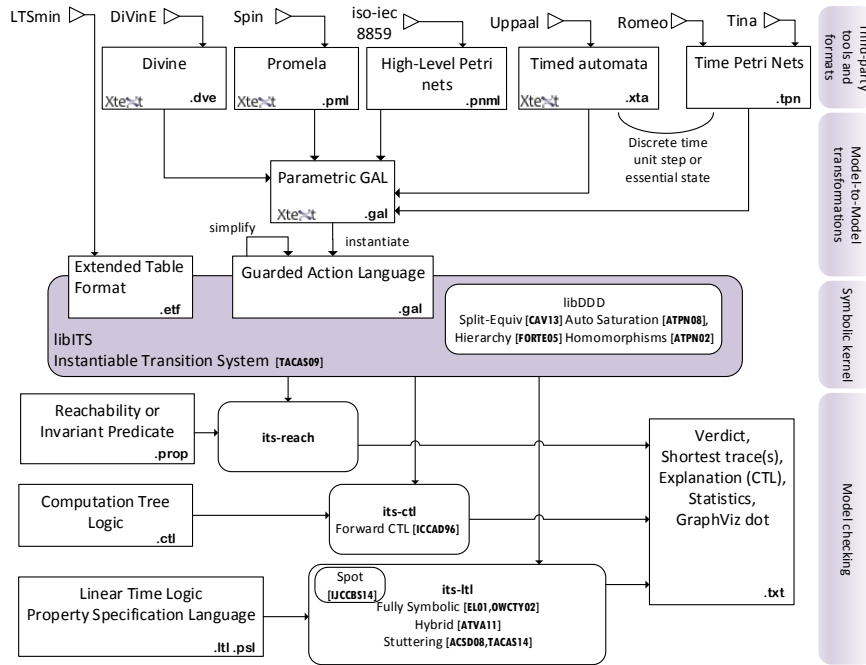 LTSmin
DiVinE
Spin
iso-iec
8859
Uppaal
Romeo
Tina
Divine
Xtext
.dve
Promela
Xtext
.pml
High-Level Petri
nets
.pnml
Timed automata
Xtext
.xta
Time Petri Nets
.tpn
Third-party
tools and
formats
Discrete time
unit step or
essential state
Parametric GAL
Xtext
.gal
Model-to-Model
transformations
simplify
instantiate
Extended Table
Format
.etf
Guarded Action Language
.gal
libDDD
Split-Equiv [CAV13] Auto Saturation [ATPN08],
Hierarchy [FORTE05] Homomorphisms [ATPN02]
libITS
Instantiable Transition System [TACAS09]
Symbolic kernel
Reachability or
Invariant Predicate
.prop
its-reach
Computation Tree
Logic
.ctl
its-ctl
Forward CTL [ICCAD96]
Verdict,
Shortest trace(s),
Explanation (CTL),
Statistics,
GraphViz dot
.txt
Model checking
Linear Time Logic
Property Specification Language
.ltl .psl
Spot
[IJCCBS14]
its-ltl
Fully Symbolic [EL01,OWCTY02]
Hybrid [ATVA11]
Stuttering [ACSD08,TACAS14]